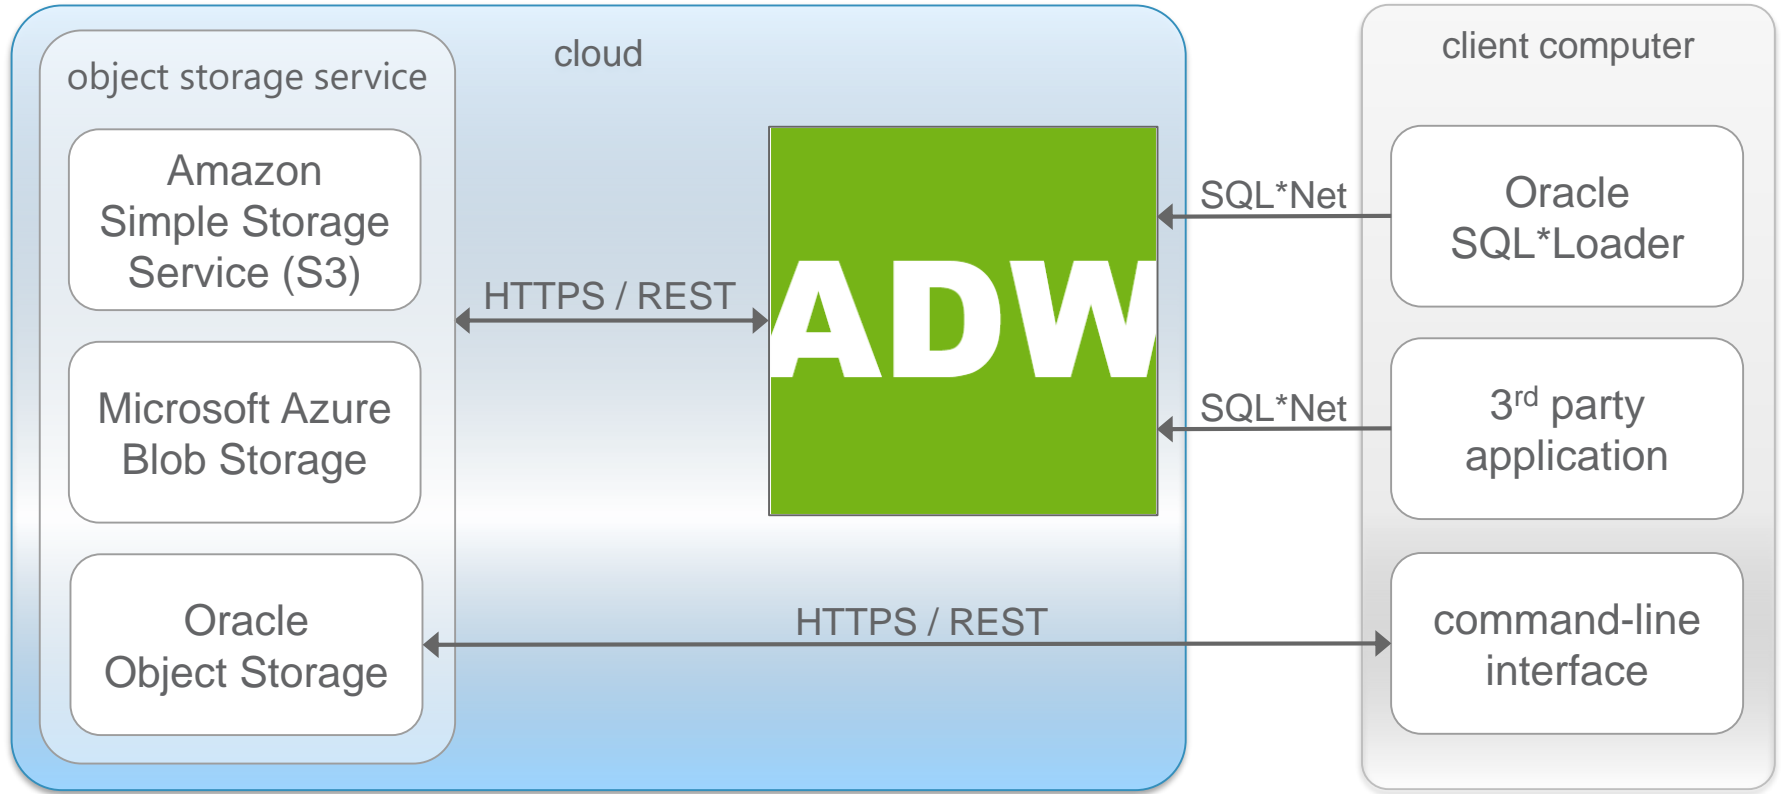 cloud
object storage service
Amazon
Simple Storage
Service (S3)
Microsoft Azure
Blob Storage
Oracle
Object Storage
HTTPS / REST
ADW
HTTPS / REST
SQL*Net
SQL*Net
client computer
Oracle
SQL*Loader
3rd party
application
command-line
interface